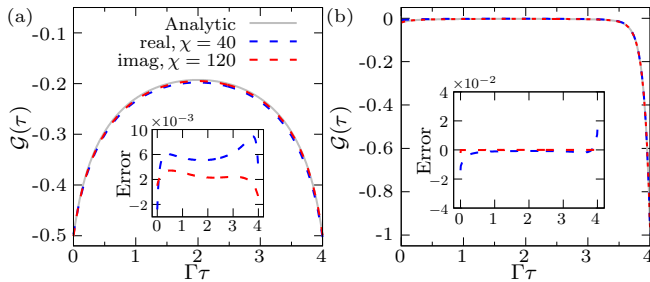 (a)
Analytic
real, χ = 40
imag, χ = 120
-0.1
-0.2
-0.3
-0.4
-0.5
𝒢(τ)
0 1 2 3 4
Γτ
×10⁻³
10
6
2
-2
Error
0 1 2 3 4
(b)
0
-0.2
-0.4
-0.6
-0.8
-1
𝒢(τ)
0 1 2 3 4
Γτ
×10⁻²
4
2
0
-2
-4
Error
0 1 2 3 4